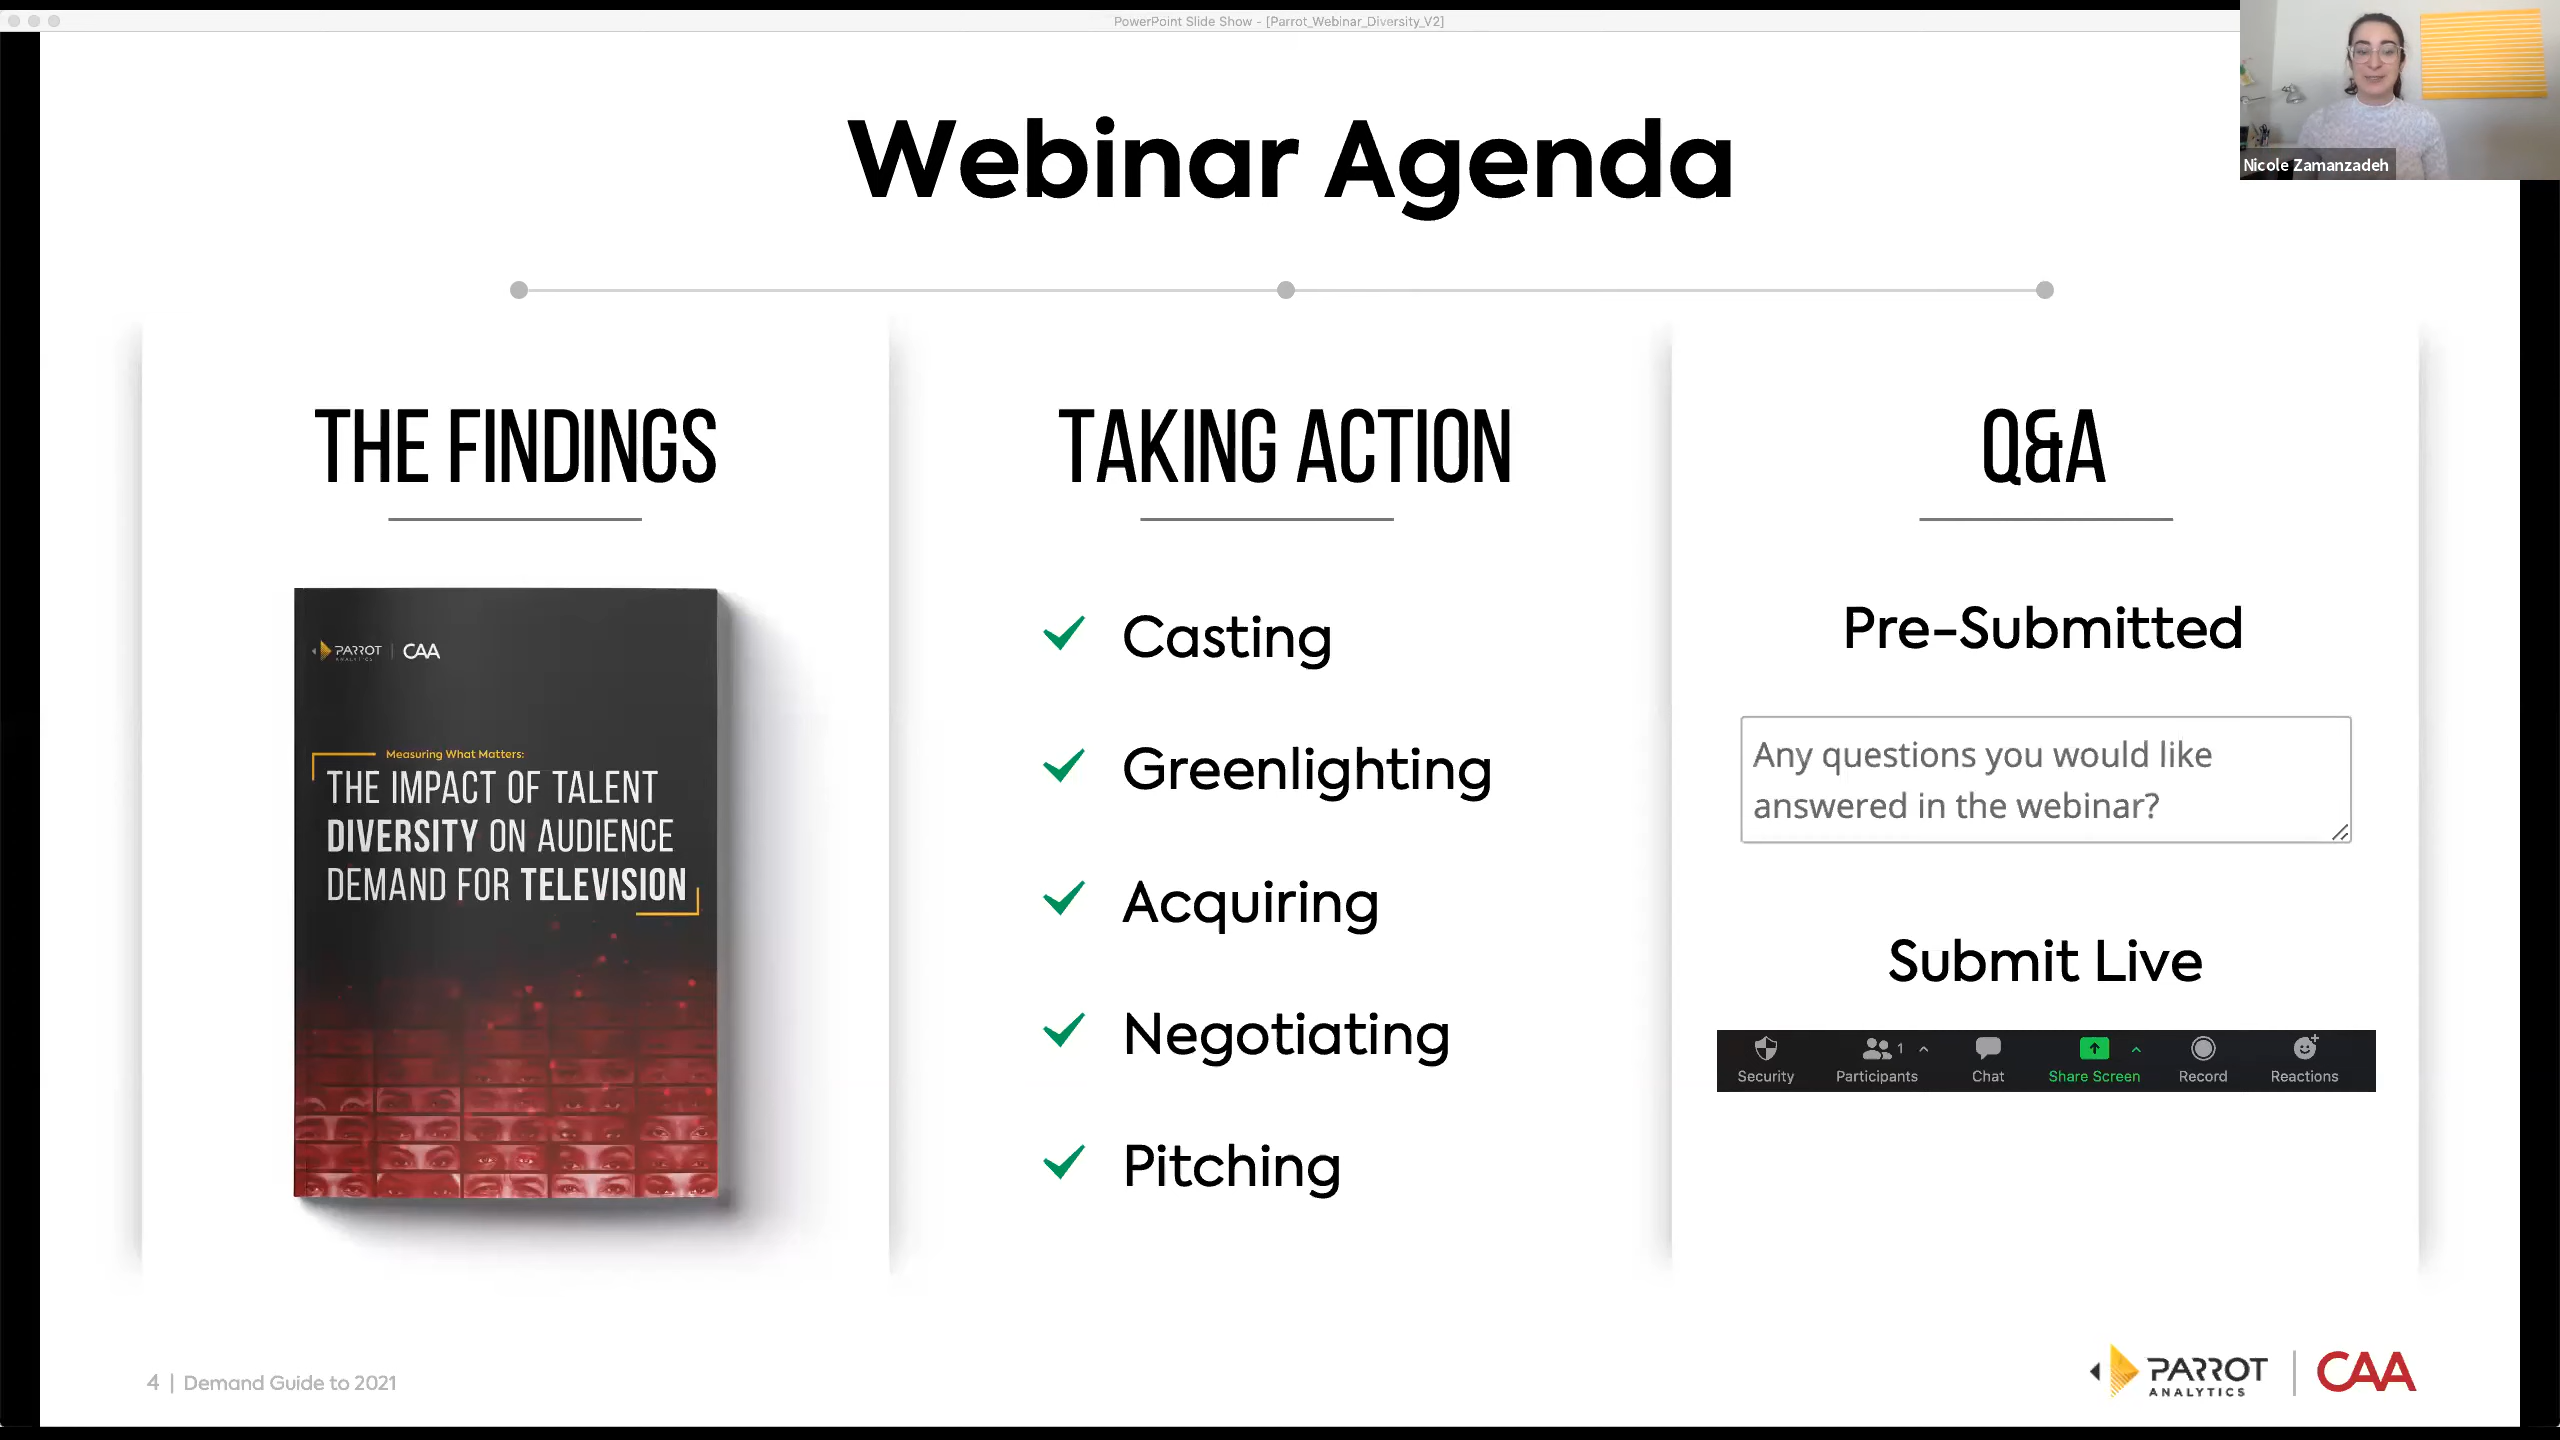 PowerPoint Slide Show - [Parrot_Webinar_Diversity_V2]
Nicole Zamanzadeh
Webinar Agenda
THE FINDINGS
PARROT
ANALYTICS
CAA
Measuring What Matters:
THE IMPACT OF TALENT
DIVERSITY ON AUDIENCE
DEMAND FOR TELEVISION
TAKING ACTION
Casting
Greenlighting
Acquiring
Negotiating
Pitching
Q&A
Pre-Submitted
Any questions you would like
answered in the webinar?
Submit Live
1
Security Participants Chat Share Screen Record Reactions
4 | Demand Guide to 2021
PARROT
ANALYTICS
CAA